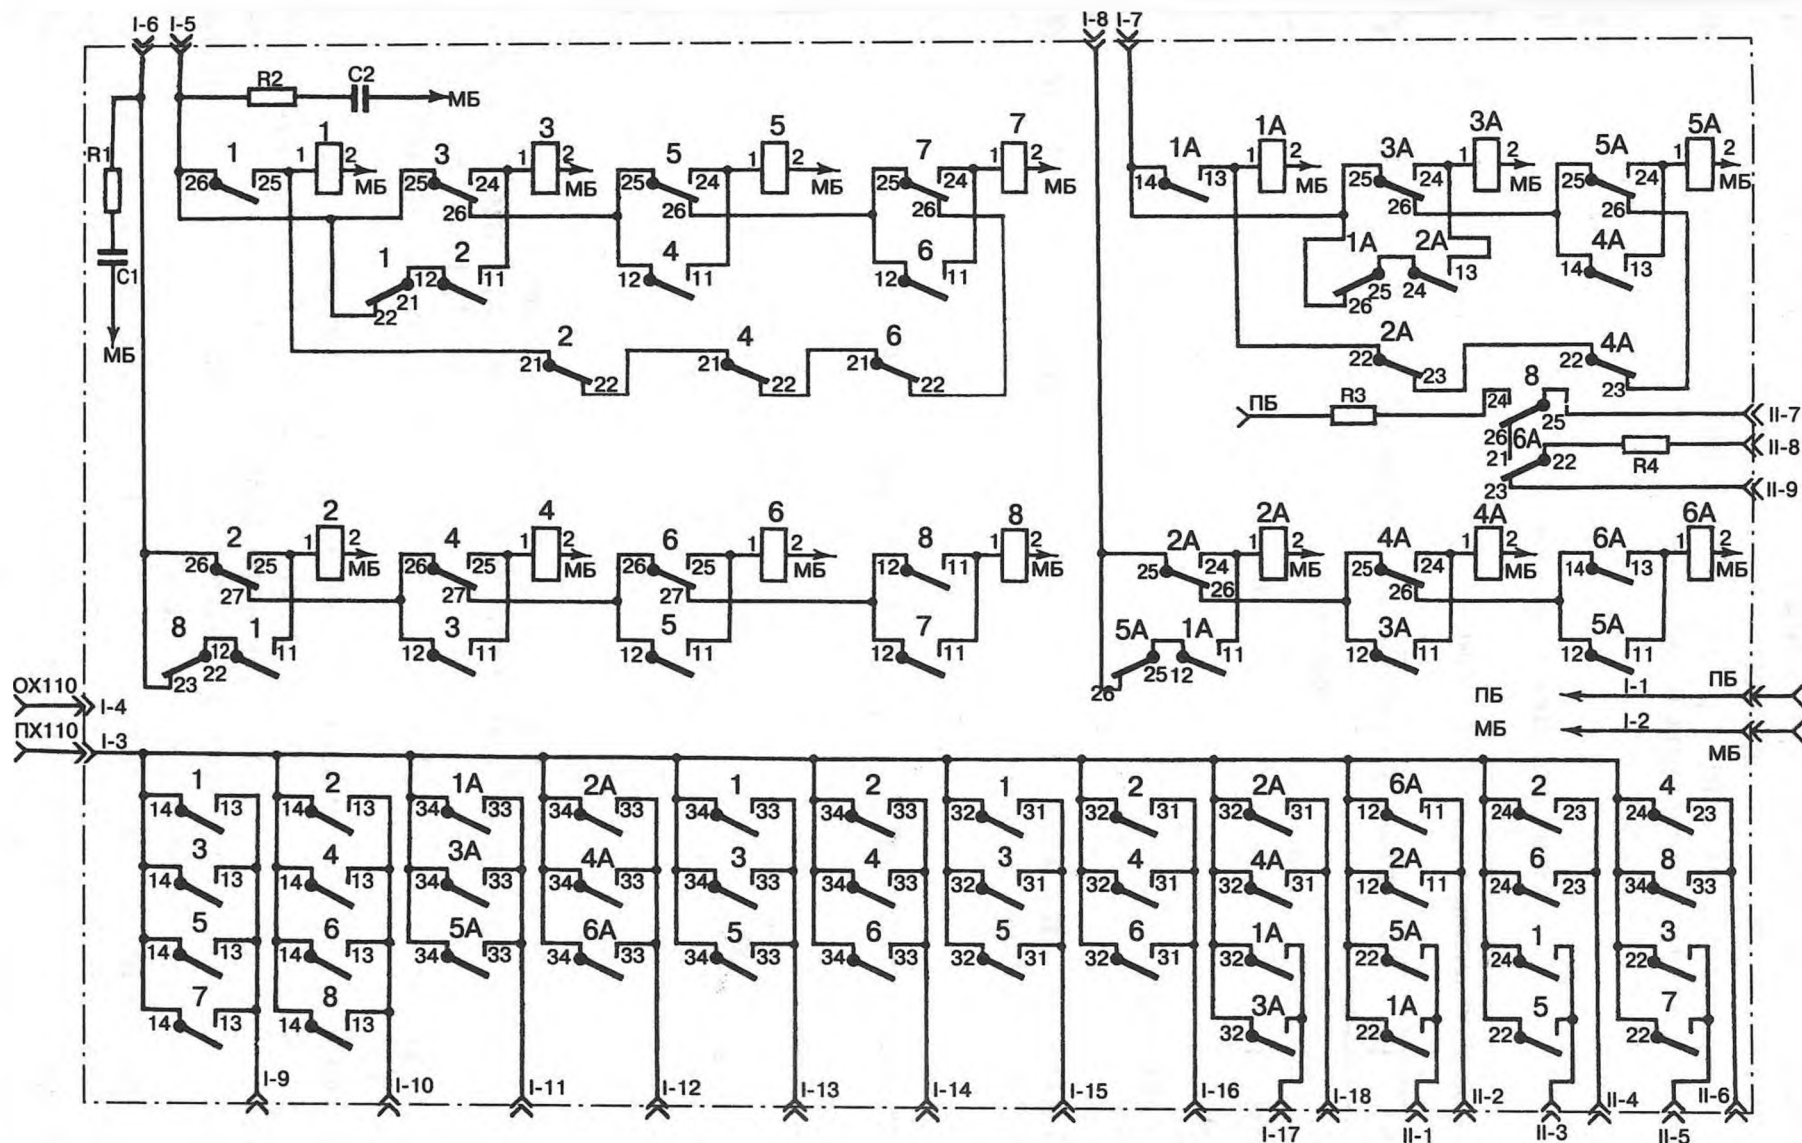 I-6 I-5 I-8 I-7
R2 C2 МБ
R1
C1
МБ
1 1 3 3 5 5 7 7
26 25 1 2 МБ 25 24 26 1 2 МБ 25 24 26 1 2 МБ 25 24 26 1 2 МБ
1 2 4 6
22 21 12 11 12 11 12 11
2 4 6
21 22 21 22 21 22
1А 1А 3А 3А 5А 5А
14 13 1 2 МБ 25 24 26 1 2 МБ 25 24 26 1 2 МБ
1А 2А 4А
26 25 24 13 14 13
2А 4А
22 23 22 23
ПБ R3 24 8 26 25 II-7
6А 21 22 R4 II-8
23 II-9
2 2 4 4 6 6 8 8
26 25 27 1 2 МБ 26 25 27 1 2 МБ 26 25 27 1 2 МБ 12 11 1 2 МБ
8 1 3 5 7
23 22 12 11 12 11 12 11 12 11
2А 2А 4А 4А 6А 6А
25 24 26 1 2 МБ 25 24 26 1 2 МБ 14 13 1 2 МБ
5А 1А 3А 5А
26 25 12 11 12 11 12 11
ОХ110 I-4
ПХ110 I-3
ПБ I-1 ПБ
МБ I-2 МБ
1 2 1А 2А 1 2 1 2 2А 6А 2 4
14 13 14 13 34 33 34 33 34 33 34 33 32 31 32 31 32 31 12 11 24 23 24 23
3 4 3А 4А 3 4 3 4 4А 2А 6 8
14 13 14 13 34 33 34 33 34 33 34 33 32 31 32 31 32 31 12 11 24 23 34 33
5 6 5А 6А 5 6 5 6 1А 5А 1 3
14 13 14 13 34 33 34 33 34 33 34 33 32 31 32 31 32 22 24 22
7 8 3А 1А 5 7
14 13 14 13 32 22 22 22
I-9 I-10 I-11 I-12 I-13 I-14 I-15 I-16 I-17 I-18 II-1 II-2 II-3 II-4 II-5 II-6